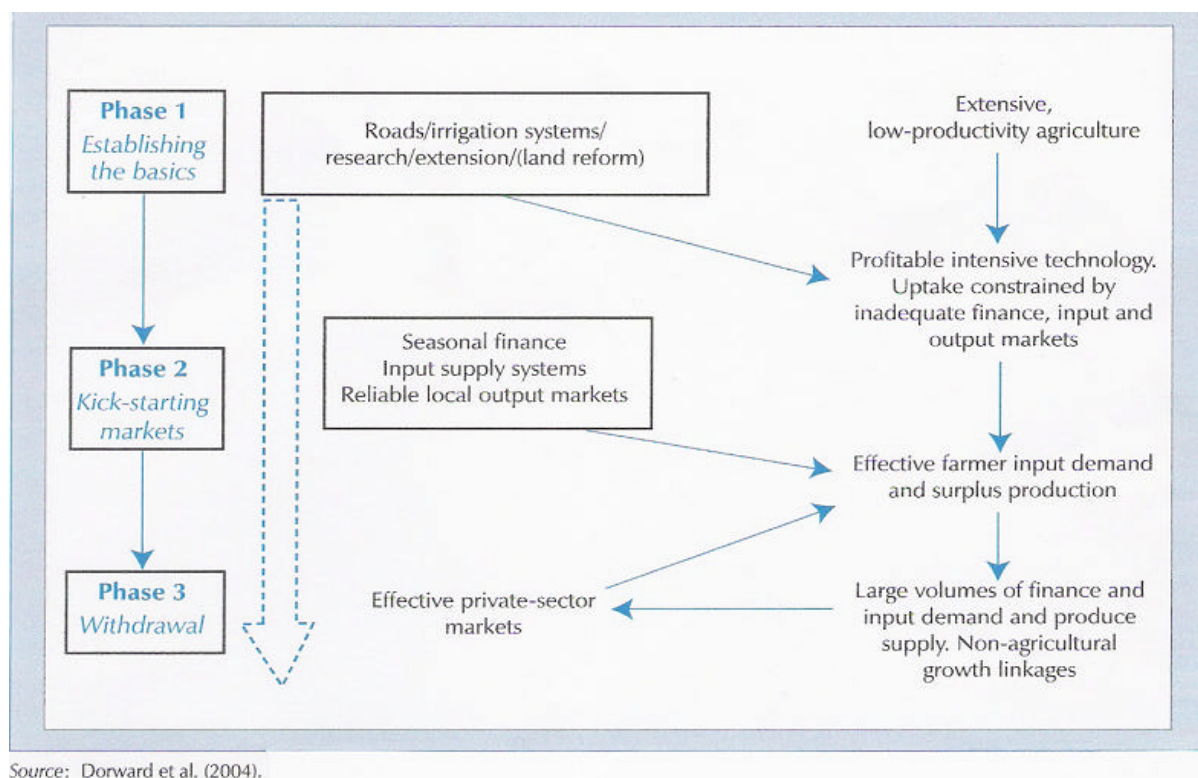 Phase 1
Establishing
the basics
Roads/irrigation systems/
research/extension/(land reform)
Extensive,
low-productivity agriculture
Profitable intensive technology.
Uptake constrained by
inadequate finance, input and
output markets
Phase 2
Kick-starting
markets
Seasonal finance
Input supply systems
Reliable local output markets
Effective farmer input demand
and surplus production
Phase 3
Withdrawal
Effective private-sector
markets
Large volumes of finance and
input demand and produce
supply. Non-agricultural
growth linkages
Source: Dorward et al. (2004).